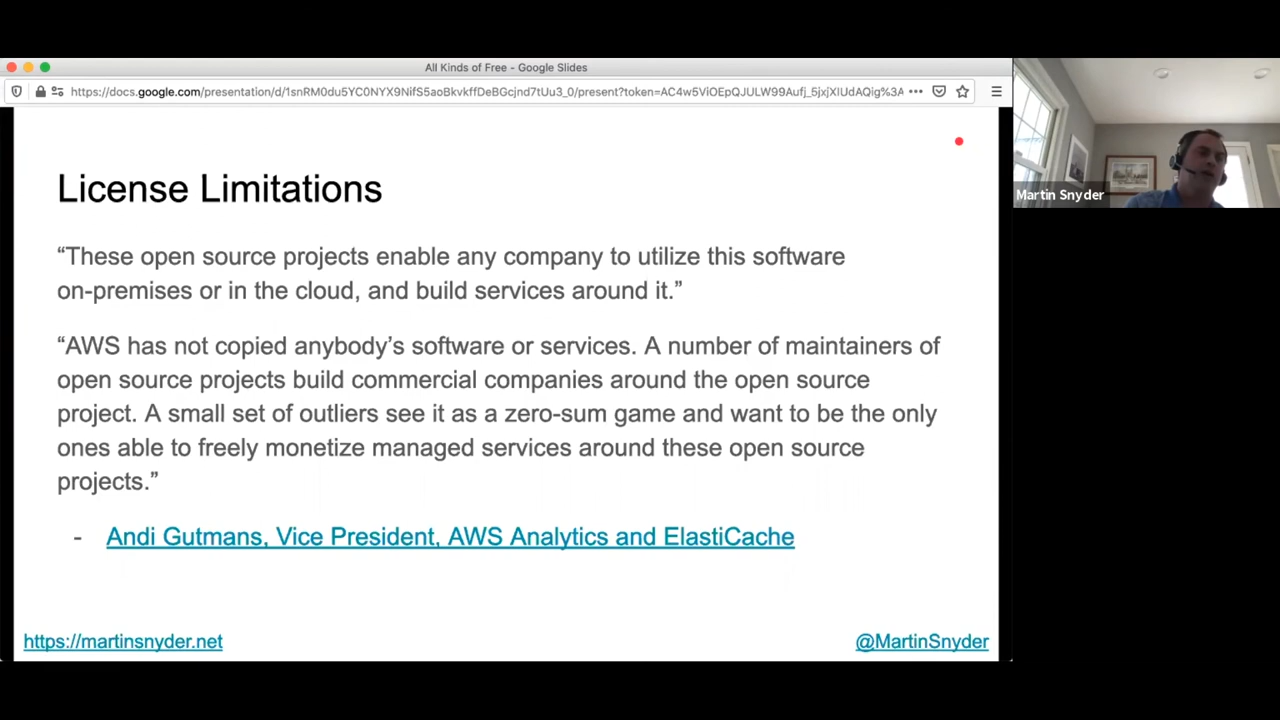 All Kinds of Free - Google Slides
https://docs.google.com/presentation/d/1snRM0du5YC0NYX9NifS5aoBkvkffDeBGcjnd7tUu3_0/present?token=AC4w5ViOEpQJULW99Aufj_5jxjXIUdAQig%3A
Martin Snyder
License Limitations
“These open source projects enable any company to utilize this software
on-premises or in the cloud, and build services around it.”
“AWS has not copied anybody’s software or services. A number of maintainers of
open source projects build commercial companies around the open source
project. A small set of outliers see it as a zero-sum game and want to be the only
ones able to freely monetize managed services around these open source
projects.”
- Andi Gutmans, Vice President, AWS Analytics and ElastiCache
https://martinsnyder.net
@MartinSnyder